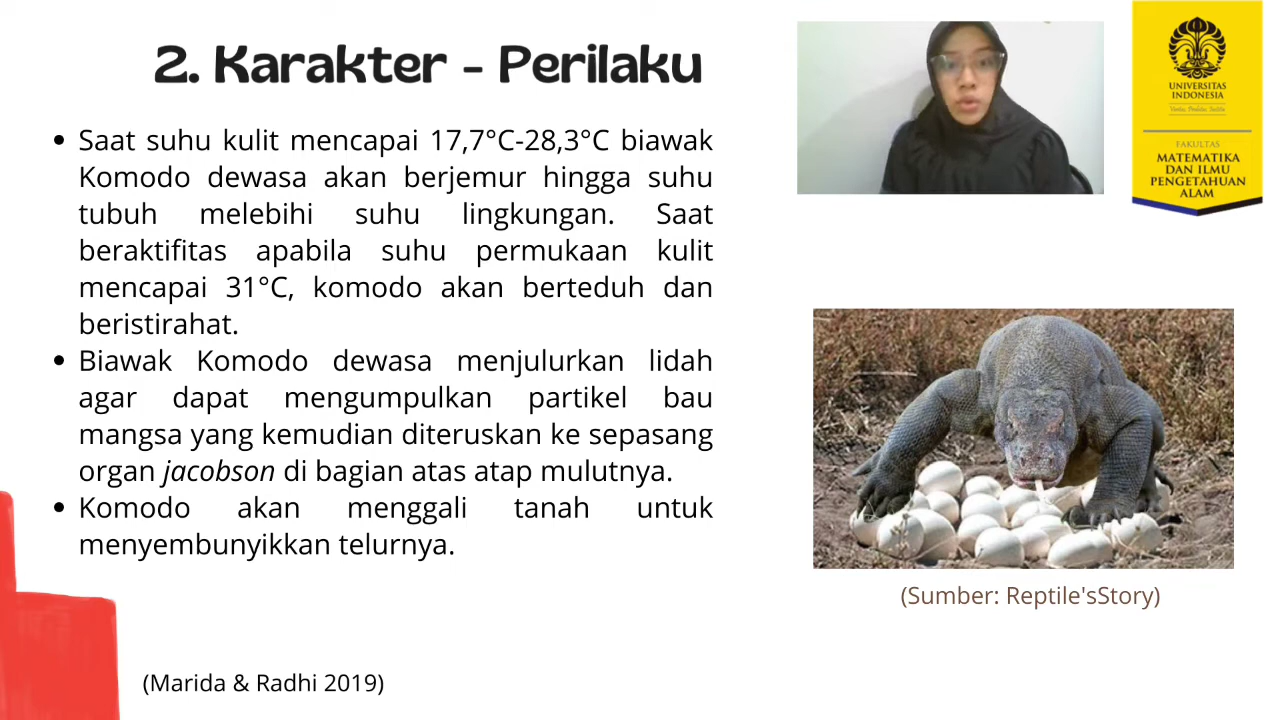 2. Karakter - Perilaku
Saat suhu kulit mencapai 17,7°C-28,3°C biawak
Komodo dewasa akan berjemur hingga suhu
tubuh melebihi suhu lingkungan. Saat
beraktifitas apabila suhu permukaan kulit
mencapai 31°C, komodo akan berteduh dan
beristirahat.
Biawak Komodo dewasa menjulurkan lidah
agar dapat mengumpulkan partikel bau
mangsa yang kemudian diteruskan ke sepasang
organ jacobson di bagian atas atap mulutnya.
Komodo akan menggali tanah untuk
menyembunyikkan telurnya.
(Marida & Radhi 2019)
UNIVERSITAS
INDONESIA
FAKULTAS
MATEMATIKA
DAN ILMU
PENGETAHUAN
ALAM
(Sumber: Reptile'sStory)